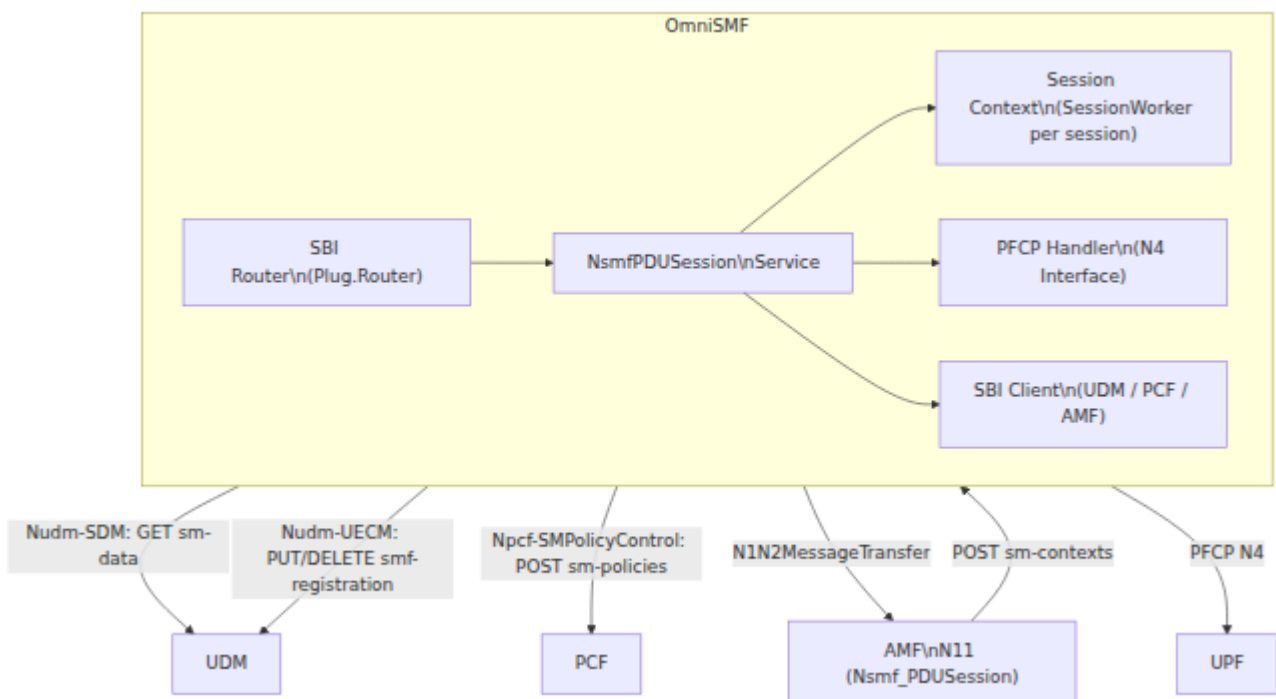 OmniSMF
Session
Context\n(SessionWorker
per session)
SBI
Router\n(Plug.Router)
NsmfPDUSession\nService
PFCP Handler\n(N4
Interface)
SBI Client\n(UDM / PCF /
AMF)
Nudm-SDM: GET sm-
data
Nudm-UECM:
PUT/DELETE smf-
registration
Npcf-SMPolicyControl:
POST sm-policies
N1N2MessageTransfer
POST sm-contexts
PFCP N4
UDM
PCF
AMF\nN11
(Nsmf_PDUSession)
UPF